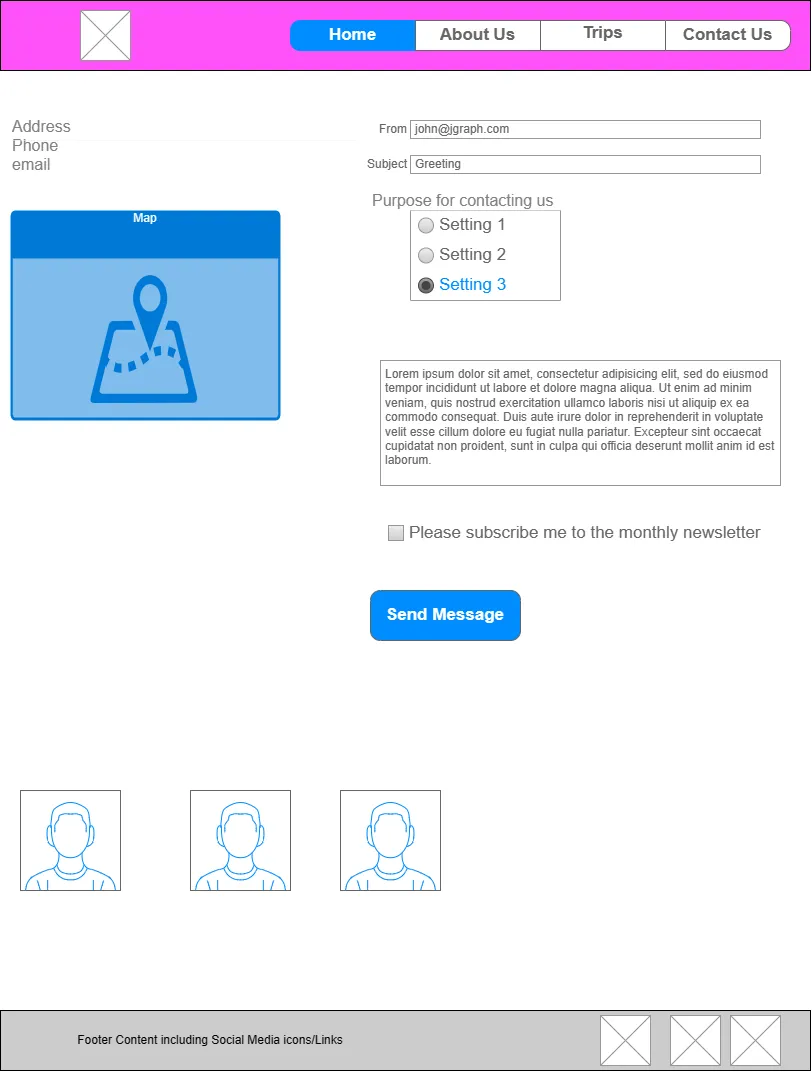 Home
About Us
Trips
Contact Us
Address
Phone
email
Map
From
john@jgraph.com
Subject
Greeting
Purpose for contacting us
Setting 1
Setting 2
Setting 3
Lorem ipsum dolor sit amet, consectetur adipisicing elit, sed do eiusmod
tempor incididunt ut labore et dolore magna aliqua. Ut enim ad minim
veniam, quis nostrud exercitation ullamco laboris nisi ut aliquip ex ea
commodo consequat. Duis aute irure dolor in reprehenderit in voluptate
velit esse cillum dolore eu fugiat nulla pariatur. Excepteur sint occaecat
cupidatat non proident, sunt in culpa qui officia deserunt mollit anim id est
laborum.
Please subscribe me to the monthly newsletter
Send Message
Footer Content including Social Media icons/Links